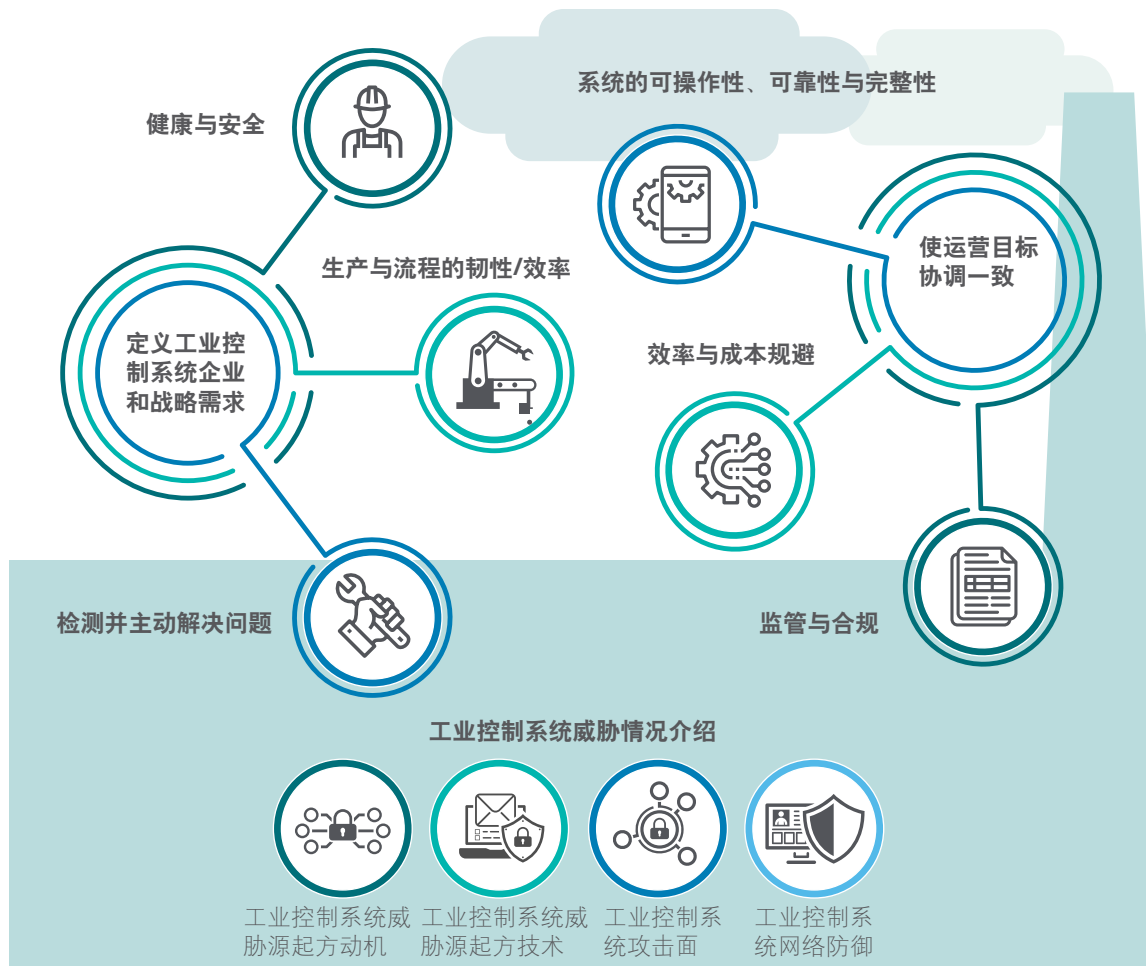 系统的可操作性、可靠性与完整性
健康与安全
使运营目标
协调一致
生产与流程的韧性/效率
定义工业控
制系统企业
和战略需求
效率与成本规避
检测并主动解决问题
监管与合规
工业控制系统威胁情况介绍
工业控制系统威
胁源起方动机
工业控制系统威
胁源起方技术
工业控制系
统攻击面
工业控制系
统网络防御